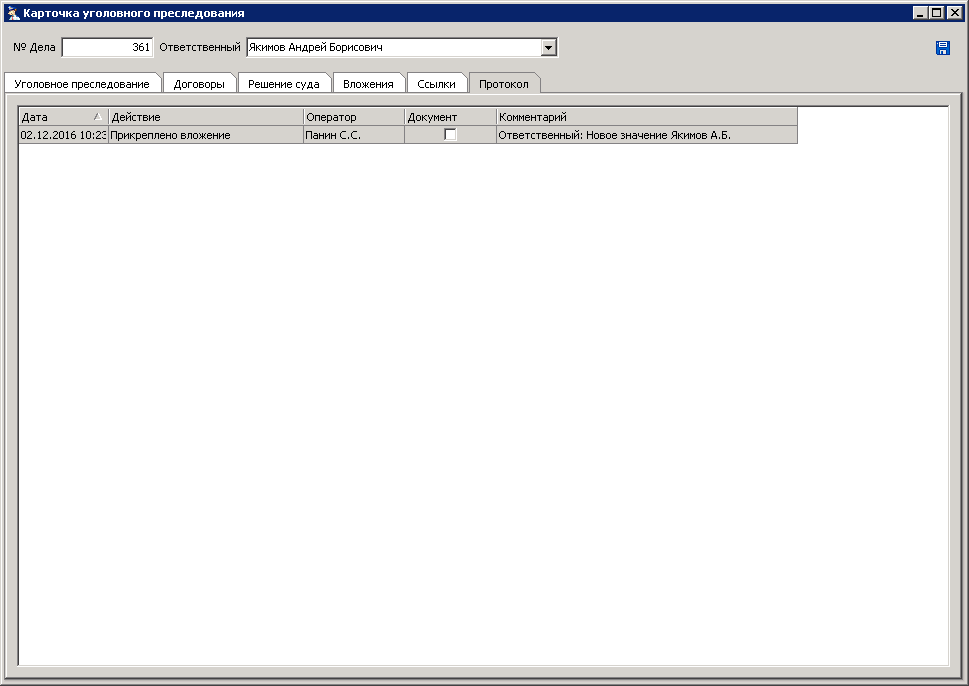 Карточка уголовного преследования
№ Дела 361 Ответственный Якимов Андрей Борисович
Уголовное преследование Договоры Решение суда Вложения Ссылки Протокол
Дата Действие Оператор Документ Комментарий
02.12.2016 10:23 Прикреплено вложение Панин С.С. Ответственный: Новое значение Якимов А.Б.